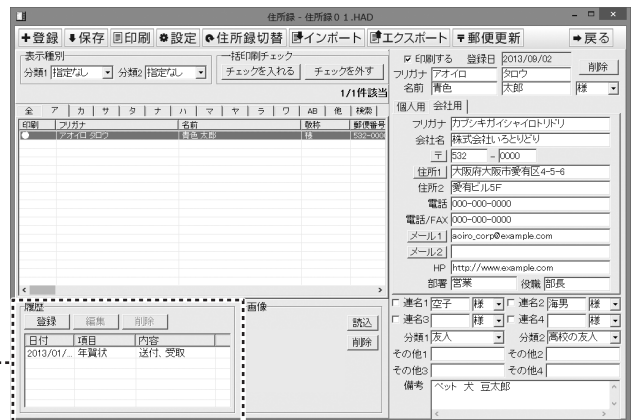 住所録 - 住所録０１.HAD
登録 保存 印刷 設定 住所録切替 インポート エクスポート 〒郵便更新 戻る
表示種別
分類1 指定なし 分類2 指定なし
一括印刷チェック
チェックを入れる チェックを外す
1/1件該当
全 ア カ サ タ ナ ハ マ ヤ ラ ワ AB 他 検索
印刷 フリガナ 名前 敬称 郵便番号
アオイロ タロウ 青色 太郎 様 532-000
履歴
登録 編集 削除
日付 項目 内容
2013/01/... 年賀状 送付、受取
画像
読込
削除
印刷する 登録日 2013/09/02
削除
フリガナ アオイロ タロウ
名前 青色 太郎 様
個人用 会社用
フリガナ カブシキガイシャイロトリドリ
会社名 株式会社いろとりどり
〒 532 - 0000
住所1 大阪府大阪市愛有区4-5-6
住所2 愛有ビル5F
電話 000-000-0000
電話/FAX 000-000-0000
メール1 aoiro_corp@example.com
メール2
HP http://www.example.com
部署 営業 役職 部長
連名1 空子 様 連名2 海男 様
連名3 様 連名4 様
分類1 友人 分類2 高校の友人
その他1 その他2
その他3 その他4
備考 ペット 犬 豆太郎